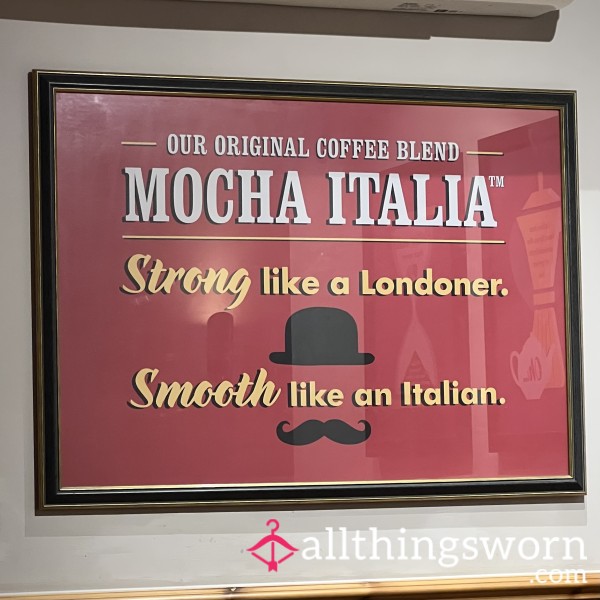 OUR ORIGINAL COFFEE BLEND
MOCHA ITALIA™
Strong like a Londoner.
Smooth like an Italian.
allthingsworn
.com